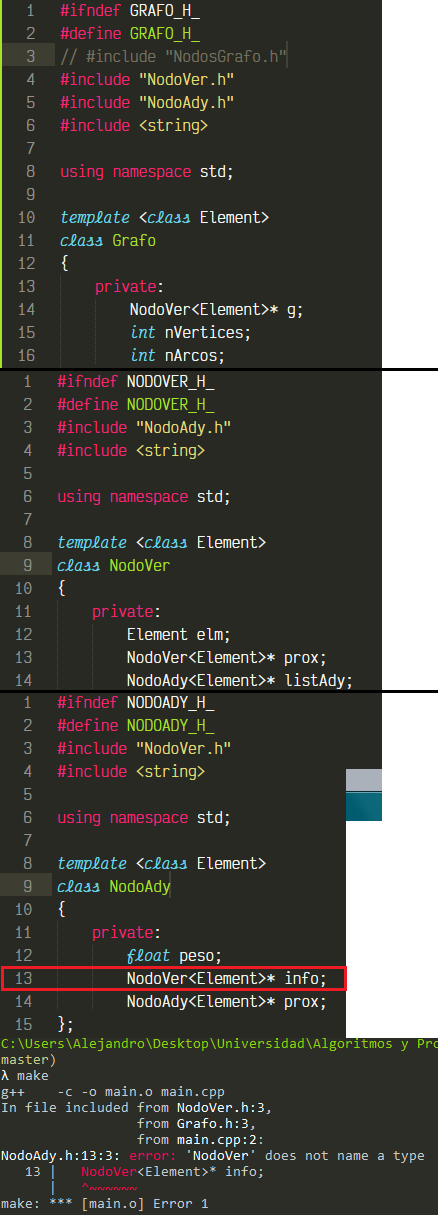 1 #ifndef GRAFO_H_
2 #define GRAFO_H_
3 // #include "NodosGrafo.h"
4 #include "NodoVer.h"
5 #include "NodoAdy.h"
6 #include <string>
7
8 using namespace std;
9
10 template <class Element>
11 class Grafo
12 {
13 private:
14 NodoVer<Element>* g;
15 int nVertices;
16 int nArcos;
1 #ifndef NODOVER_H_
2 #define NODOVER_H_
3 #include "NodoAdy.h"
4 #include <string>
5
6 using namespace std;
7
8 template <class Element>
9 class NodoVer
10 {
11 private:
12 Element elm;
13 NodoVer<Element>* prox;
14 NodoAdy<Element>* listAdy;
1 #ifndef NODOADY_H_
2 #define NODOADY_H_
3 #include "NodoVer.h"
4 #include <string>
5
6 using namespace std;
7
8 template <class Element>
9 class NodoAdy
10 {
11 private:
12 float peso;
13 NodoVer<Element>* info;
14 NodoAdy<Element>* prox;
15 };
C:\Users\Alejandro\Desktop\Universidad\Algoritmos y Pro
master)
λ make
g++ -c -o main.o main.cpp
In file included from NodoVer.h:3,
from Grafo.h:3,
from main.cpp:2:
NodoAdy.h:13:3: error: 'NodoVer' does not name a type
13 | NodoVer<Element>* info;
| ^~~~~~~
make: *** [main.o] Error 1